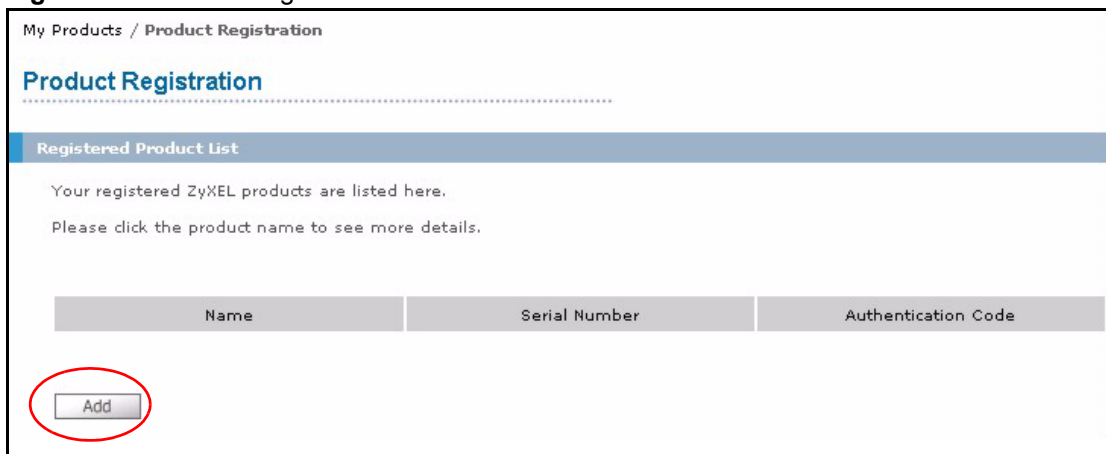 My Products / Product Registration
Product Registration
Registered Product List
Your registered ZyXEL products are listed here.
Please click the product name to see more details.
Name Serial Number Authentication Code
Add